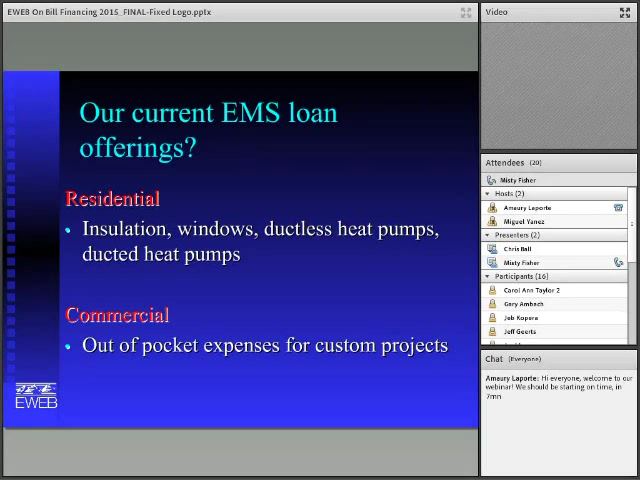 EWEB On Bill Financing 2015_FINAL-Fixed Logo.pptx
Our current EMS loan
offerings?
Residential
• Insulation, windows, ductless heat pumps,
ducted heat pumps
Commercial
• Out of pocket expenses for custom projects
EWEB
Video
Attendees (20)
Misty Fisher
Hosts (2)
Amaury Laporte
Miguel Yanez
Presenters (2)
Chris Ball
Misty Fisher
Participants (16)
Carol Ann Taylor 2
Gery Ambach
Jeb Kopera
Jeff Geerts
Chat (Everyone)
Amaury Laporte: Hi everyone, welcome to our
webinar! We should be starting on time, in
7mn